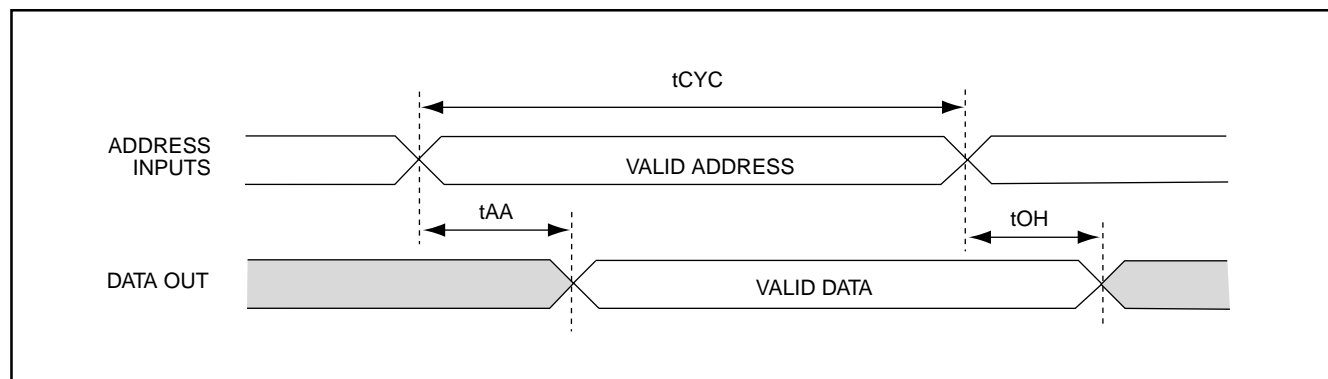 tCYC
ADDRESS
INPUTS
VALID ADDRESS
tAA
tOH
DATA OUT
VALID DATA